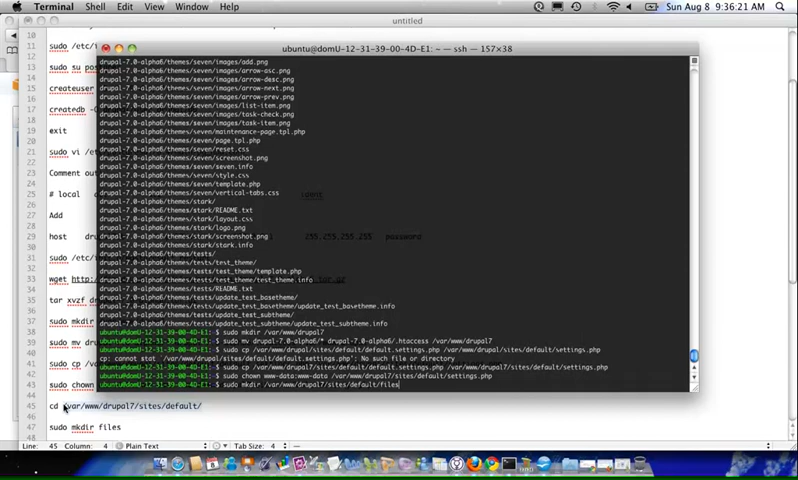 Terminal Shell Edit View Window Help Sun Aug 8 9:36:21 AM
untitled
ubuntu@domU-12-31-39-00-4D-E1: ~ — ssh — 157×38
10
11 sudo /etc/i
12
13 sudo su pos
14
15 createuser
16
17 createdb -O
18
19 exit
20
21 sudo vi /et
22
23 Comment out
24
25 # local ident
26
27 Add
28
29 host d 255.255.255.255 password
30
31 sudo /etc/i
32
33 wget http:/ tar.gz
34
35 tar xvzf dr
36
37 sudo mkdir
38
39 sudo mv dr
40
41 sudo cp /va
42
43 sudo chown
44
45 cd /var/www/drupal7/sites/default/
46
47 sudo mkdir files
drupal-7.0-alpha6/themes/seven/images/add.png
drupal-7.0-alpha6/themes/seven/images/arrow-asc.png
drupal-7.0-alpha6/themes/seven/images/arrow-desc.png
drupal-7.0-alpha6/themes/seven/images/arrow-next.png
drupal-7.0-alpha6/themes/seven/images/arrow-prev.png
drupal-7.0-alpha6/themes/seven/images/list-item.png
drupal-7.0-alpha6/themes/seven/images/task-check.png
drupal-7.0-alpha6/themes/seven/images/task-item.png
drupal-7.0-alpha6/themes/seven/maintenance-page.tpl.php
drupal-7.0-alpha6/themes/seven/page.tpl.php
drupal-7.0-alpha6/themes/seven/reset.css
drupal-7.0-alpha6/themes/seven/screenshot.png
drupal-7.0-alpha6/themes/seven/seven.info
drupal-7.0-alpha6/themes/seven/style.css
drupal-7.0-alpha6/themes/seven/template.php
drupal-7.0-alpha6/themes/seven/vertical-tabs.css
drupal-7.0-alpha6/themes/stark/
drupal-7.0-alpha6/themes/stark/README.txt
drupal-7.0-alpha6/themes/stark/layout.css
drupal-7.0-alpha6/themes/stark/logo.png
drupal-7.0-alpha6/themes/stark/screenshot.png
drupal-7.0-alpha6/themes/stark/stark.info
drupal-7.0-alpha6/themes/tests/
drupal-7.0-alpha6/themes/tests/test_theme/
drupal-7.0-alpha6/themes/tests/test_theme/template.php
drupal-7.0-alpha6/themes/tests/test_theme/test_theme.info
drupal-7.0-alpha6/themes/tests/README.txt
drupal-7.0-alpha6/themes/tests/update_test_basetheme/
drupal-7.0-alpha6/themes/tests/update_test_basetheme/update_test_basetheme.info
drupal-7.0-alpha6/themes/tests/update_test_subtheme/
drupal-7.0-alpha6/themes/tests/update_test_subtheme/update_test_subtheme.info
ubuntu@domU-12-31-39-00-4D-E1:~$ sudo mkdir /var/www/drupal7
ubuntu@domU-12-31-39-00-4D-E1:~$ sudo mv drupal-7.0-alpha6/* drupal-7.0-alpha6/.htaccess /var/www/drupal7
ubuntu@domU-12-31-39-00-4D-E1:~$ sudo cp /var/www/drupal/sites/default/default.settings.php /var/www/drupal/sites/default/settings.php
cp: cannot stat `/var/www/drupal/sites/default/default.settings.php': No such file or directory
ubuntu@domU-12-31-39-00-4D-E1:~$ sudo cp /var/www/drupal7/sites/default/default.settings.php /var/www/drupal7/sites/default/settings.php
ubuntu@domU-12-31-39-00-4D-E1:~$ sudo chown www-data:www-data /var/www/drupal7/sites/default/settings.php
ubuntu@domU-12-31-39-00-4D-E1:~$ sudo mkdir /var/www/drupal7/sites/default/files
Line: 45 Column: 4 Plain Text Tab Size: 4